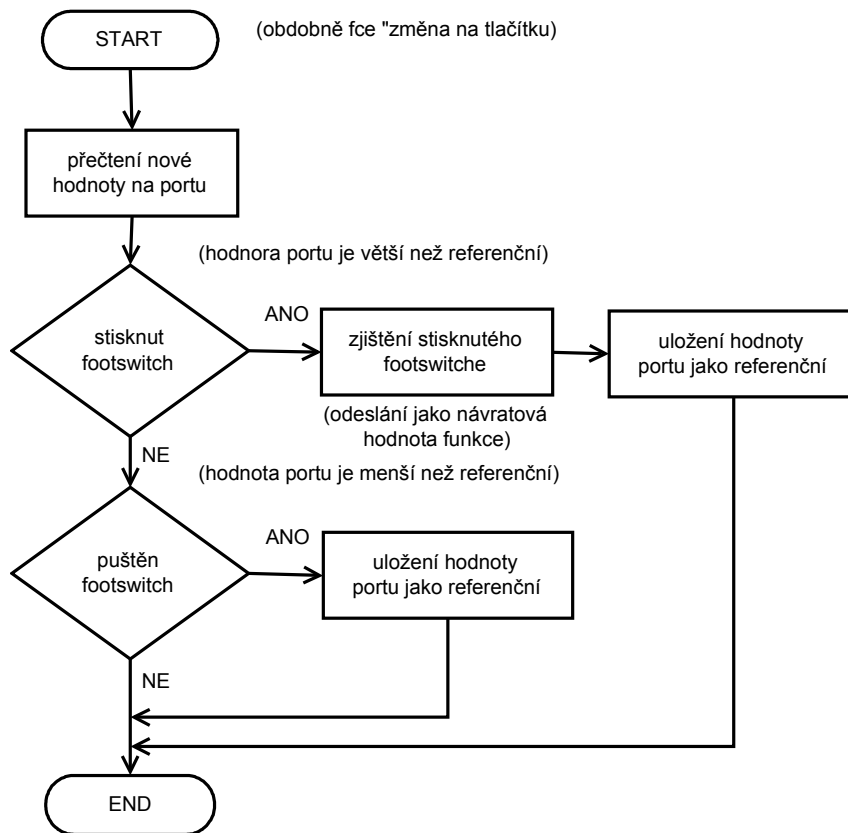 START
(obdobně fce "změna na tlačítku)
přečtení nové
hodnoty na portu
(hodnora portu je větší než referenční)
stisknut
footswitch
ANO
zjištění stisknutého
footswitche
uložení hodnoty
portu jako referenční
(odeslání jako návratová
hodnota funkce)
NE
(hodnota portu je menší než referenční)
puštěn
footswitch
ANO
uložení hodnoty
portu jako referenční
NE
END